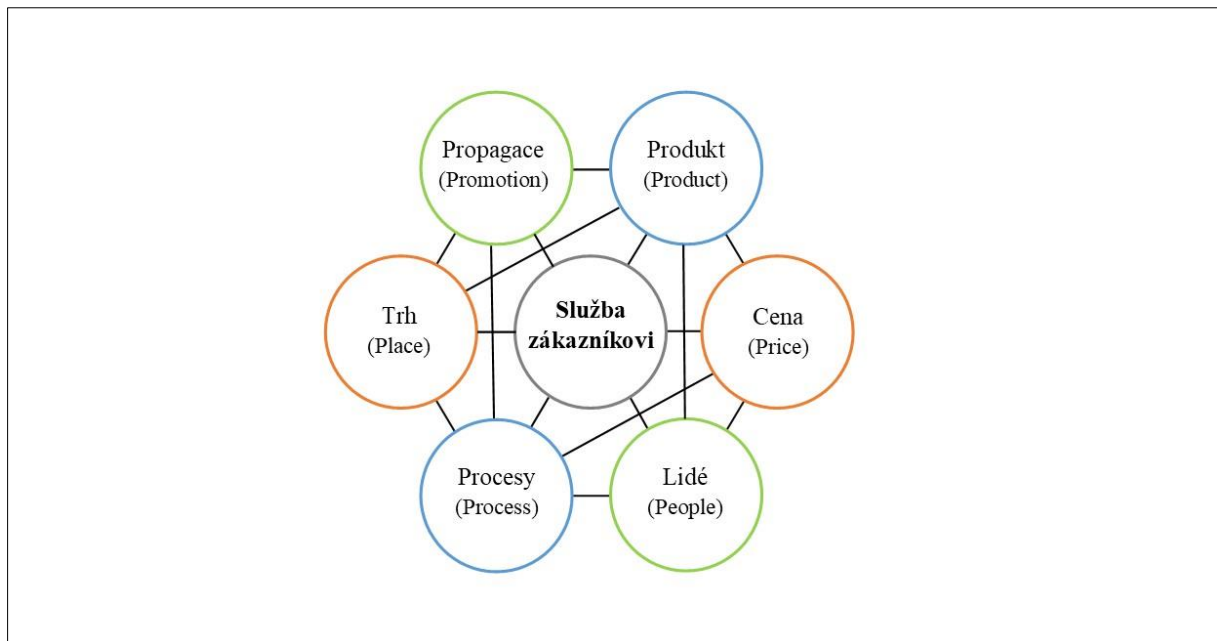 Propagace
(Promotion)
Produkt
(Product)
Trh
(Place)
Služba
zákazníkovi
Cena
(Price)
Procesy
(Process)
Lidé
(People)